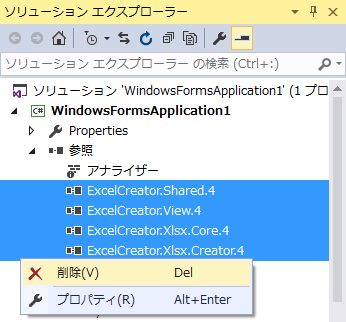 ソリューション エクスプローラー
ソリューション エクスプローラー の検索 (Ctrl+:)
ソリューション 'WindowsFormsApplication1' (1 プロ
C# WindowsFormsApplication1
Properties
参照
アナライザー
ExcelCreator.Shared.4
ExcelCreator.View.4
ExcelCreator.Xlsx.Core.4
ExcelCreator.Xlsx.Creator.4
削除(V) Del
プロパティ(R) Alt+Enter